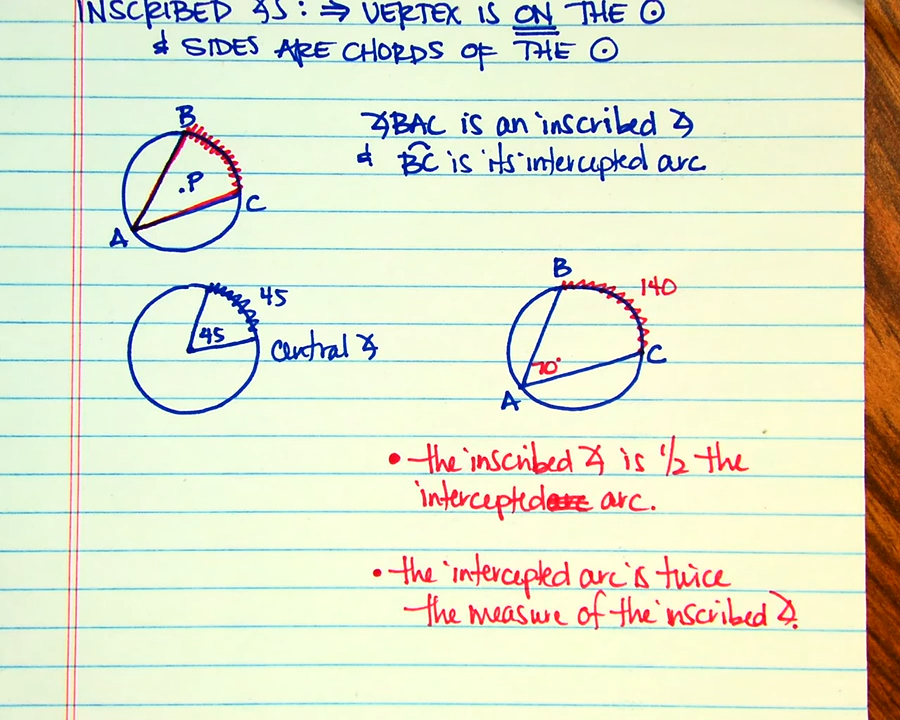 INSCRIBED ∡S: ⇒ VERTEX IS ON THE ⊙
& SIDES ARE CHORDS OF THE ⊙
B
.P
C
A
∡BAC is an inscribed ∡
& BC is its intercepted arc
45
45
central ∡
B
140
70°
C
A
• the inscribed ∡ is 1/2 the
intercepted arc.
• the intercepted arc is twice
the measure of the inscribed ∡.